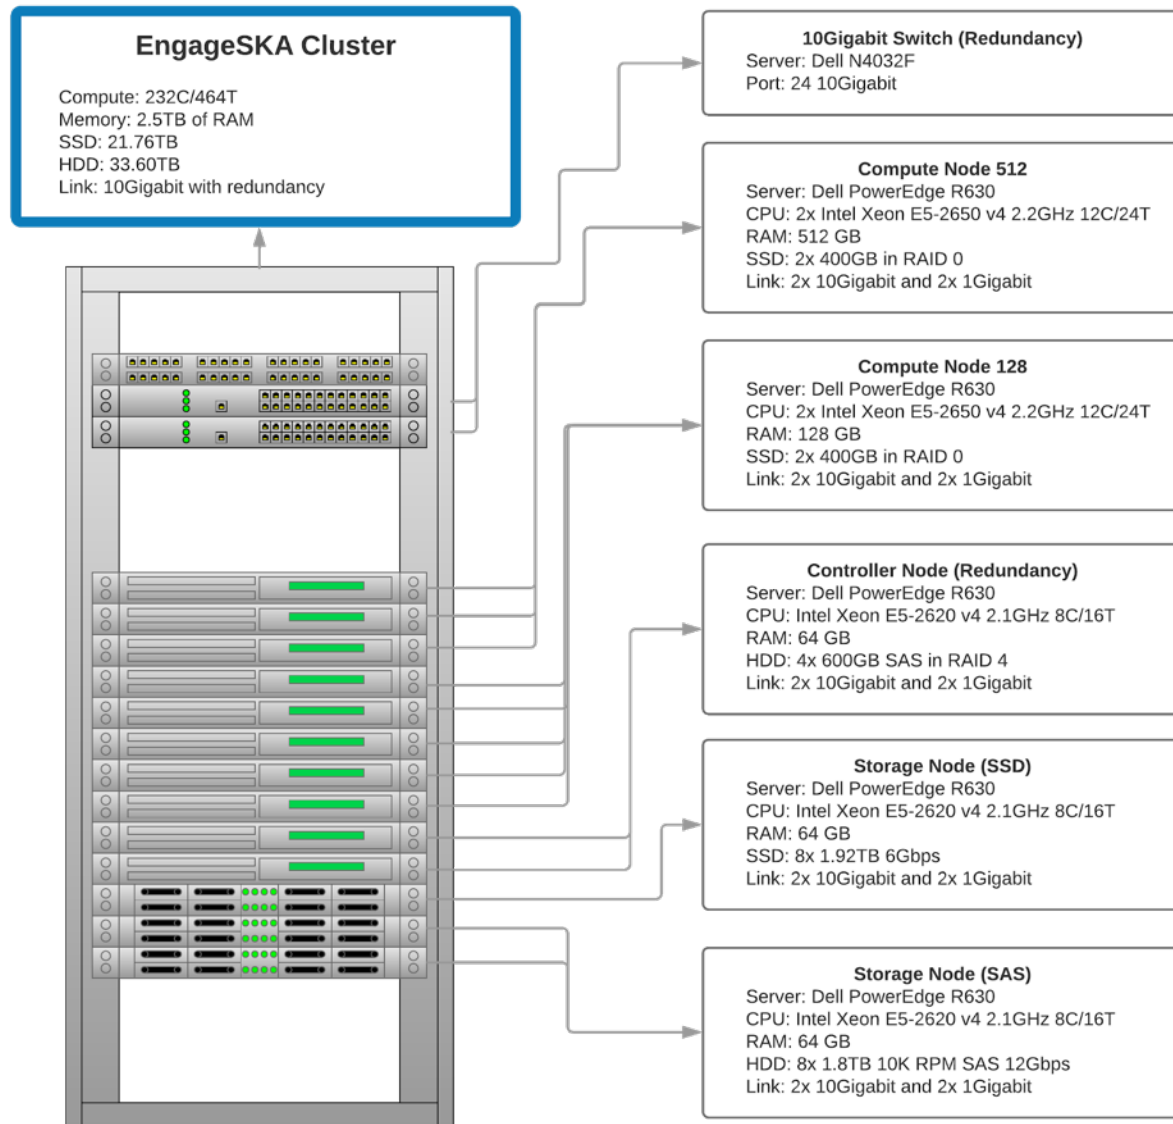 EngageSKA Cluster
Compute: 232C/464T
Memory: 2.5TB of RAM
SSD: 21.76TB
HDD: 33.60TB
Link: 10Gigabit with redundancy
10Gigabit Switch (Redundancy)
Server: Dell N4032F
Port: 24 10Gigabit
Compute Node 512
Server: Dell PowerEdge R630
CPU: 2x Intel Xeon E5-2650 v4 2.2GHz 12C/24T
RAM: 512 GB
SSD: 2x 400GB in RAID 0
Link: 2x 10Gigabit and 2x 1Gigabit
Compute Node 128
Server: Dell PowerEdge R630
CPU: 2x Intel Xeon E5-2650 v4 2.2GHz 12C/24T
RAM: 128 GB
SSD: 2x 400GB in RAID 0
Link: 2x 10Gigabit and 2x 1Gigabit
Controller Node (Redundancy)
Server: Dell PowerEdge R630
CPU: Intel Xeon E5-2620 v4 2.1GHz 8C/16T
RAM: 64 GB
HDD: 4x 600GB SAS in RAID 4
Link: 2x 10Gigabit and 2x 1Gigabit
Storage Node (SSD)
Server: Dell PowerEdge R630
CPU: Intel Xeon E5-2620 v4 2.1GHz 8C/16T
RAM: 64 GB
SSD: 8x 1.92TB 6Gbps
Link: 2x 10Gigabit and 2x 1Gigabit
Storage Node (SAS)
Server: Dell PowerEdge R630
CPU: Intel Xeon E5-2620 v4 2.1GHz 8C/16T
RAM: 64 GB
HDD: 8x 1.8TB 10K RPM SAS 12Gbps
Link: 2x 10Gigabit and 2x 1Gigabit